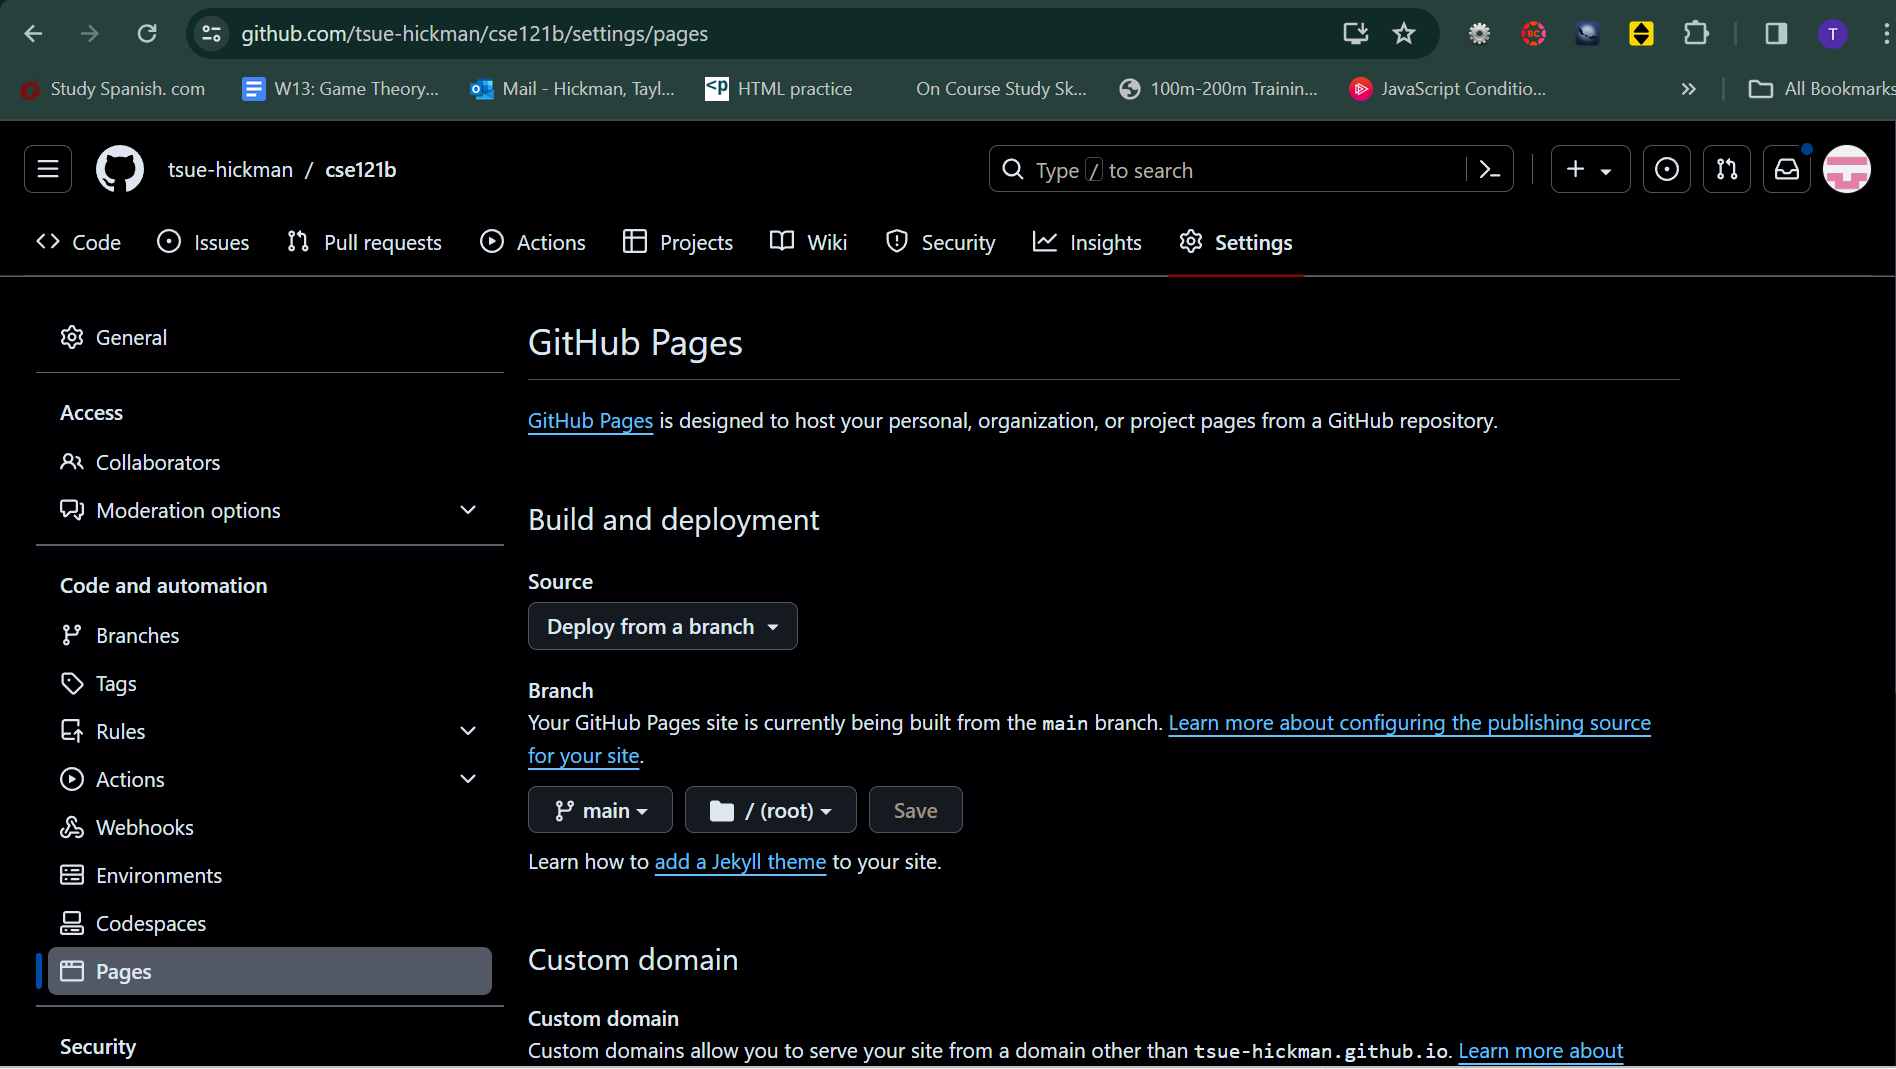 github.com/tsue-hickman/cse121b/settings/pages
BC
T
Study Spanish. com
W13: Game Theory...
Mail - Hickman, Tayl...
<p HTML practice
On Course Study Sk...
100m-200m Trainin...
JavaScript Conditio...
All Bookmarks
tsue-hickman / cse121b
Type / to search
Code
Issues
Pull requests
Actions
Projects
Wiki
Security
Insights
Settings
General
Access
Collaborators
Moderation options
Code and automation
Branches
Tags
Rules
Actions
Webhooks
Environments
Codespaces
Pages
Security
GitHub Pages
GitHub Pages is designed to host your personal, organization, or project pages from a GitHub repository.
Build and deployment
Source
Deploy from a branch
Branch
Your GitHub Pages site is currently being built from the main branch. Learn more about configuring the publishing source
for your site.
main
/ (root)
Save
Learn how to add a Jekyll theme to your site.
Custom domain
Custom domain
Custom domains allow you to serve your site from a domain other than tsue-hickman.github.io. Learn more about